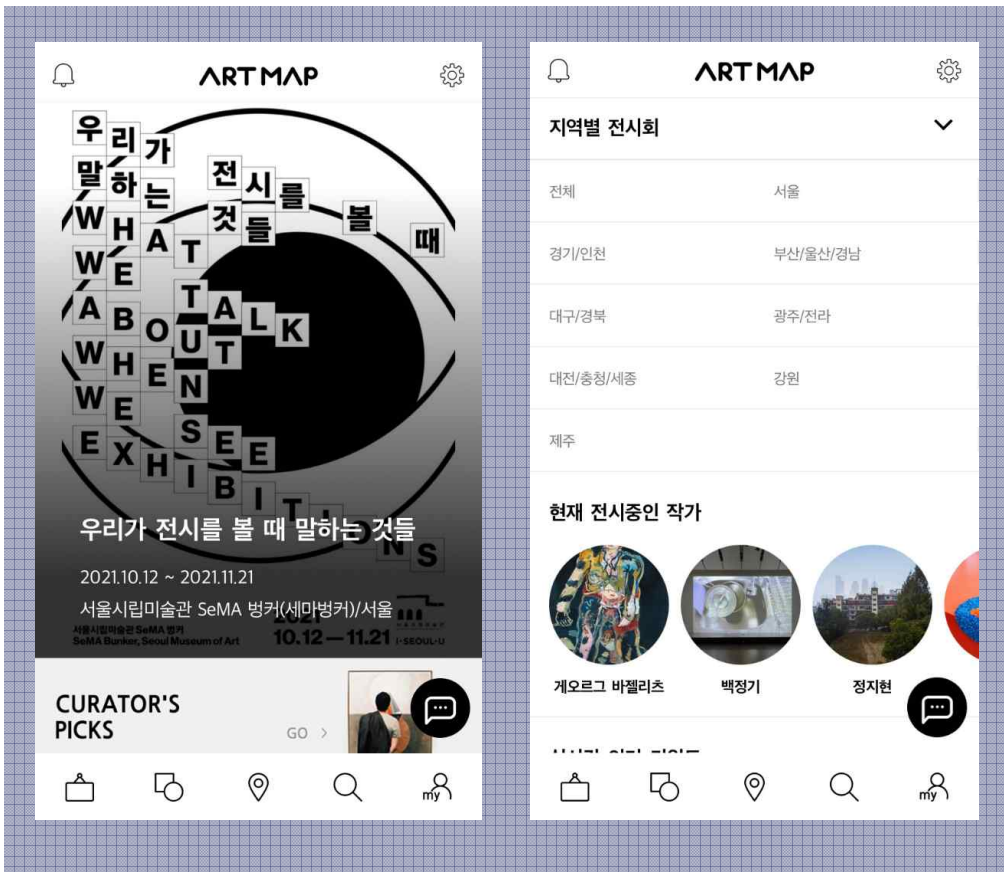 ART MAP
우리가
말하는
전시를
것들
볼
때
WHAT
WE
TALK
ABOUT
WHEN
WE
SEE
EXHIBITIONS
우리가 전시를 볼 때 말하는 것들
2021.10.12 ~ 2021.11.21
서울시립미술관 SeMA 벙커(세마벙커)/서울
2021
서울시립미술관 SeMA 벙커
SeMA Bunker, Seoul Museum of Art
10.12 — 11.21
I·SEOUL·U
CURATOR'S
PICKS
GO >
my
ART MAP
지역별 전시회
전체 서울
경기/인천 부산/울산/경남
대구/경북 광주/전라
대전/충청/세종 강원
제주
현재 전시중인 작가
게오르그 바젤리츠 백정기 정지현
my